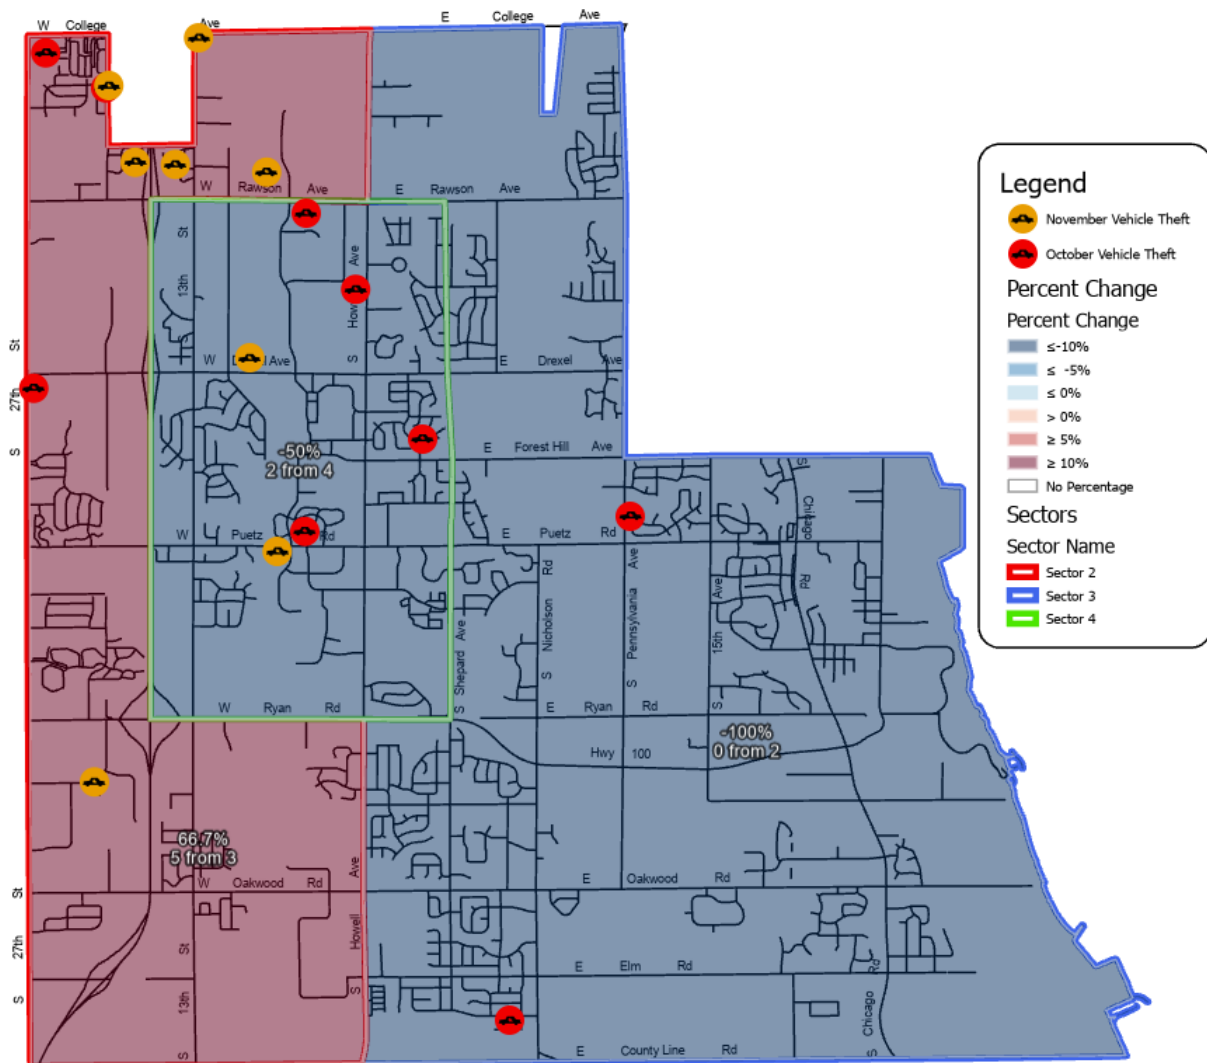 W College Ave
E College Ave
W Rawson Ave
E Rawson Ave
S 13th St
S Howell Ave
S 27th St
W Ave
E Drexel Ave
-50%
2 from 4
E Forest Hill Ave
W Puetz Rd
E Puetz Rd
S Chicago Rd
S Shepard Ave
S Nicholson Rd
S Pennsylvania Ave
S 15th Ave
W Ryan Rd
E Ryan Rd
Hwy 100
-100%
0 from 2
66.7%
5 from 3
W Oakwood Rd
E Oakwood Rd
S 27th St
S 13th St
S Howell Ave
E Elm Rd
S Chicago Rd
E County Line Rd
Legend
November Vehicle Theft
October Vehicle Theft
Percent Change
Percent Change
≤-10%
≤ -5%
≤ 0%
> 0%
≥ 5%
≥ 10%
No Percentage
Sectors
Sector Name
Sector 2
Sector 3
Sector 4